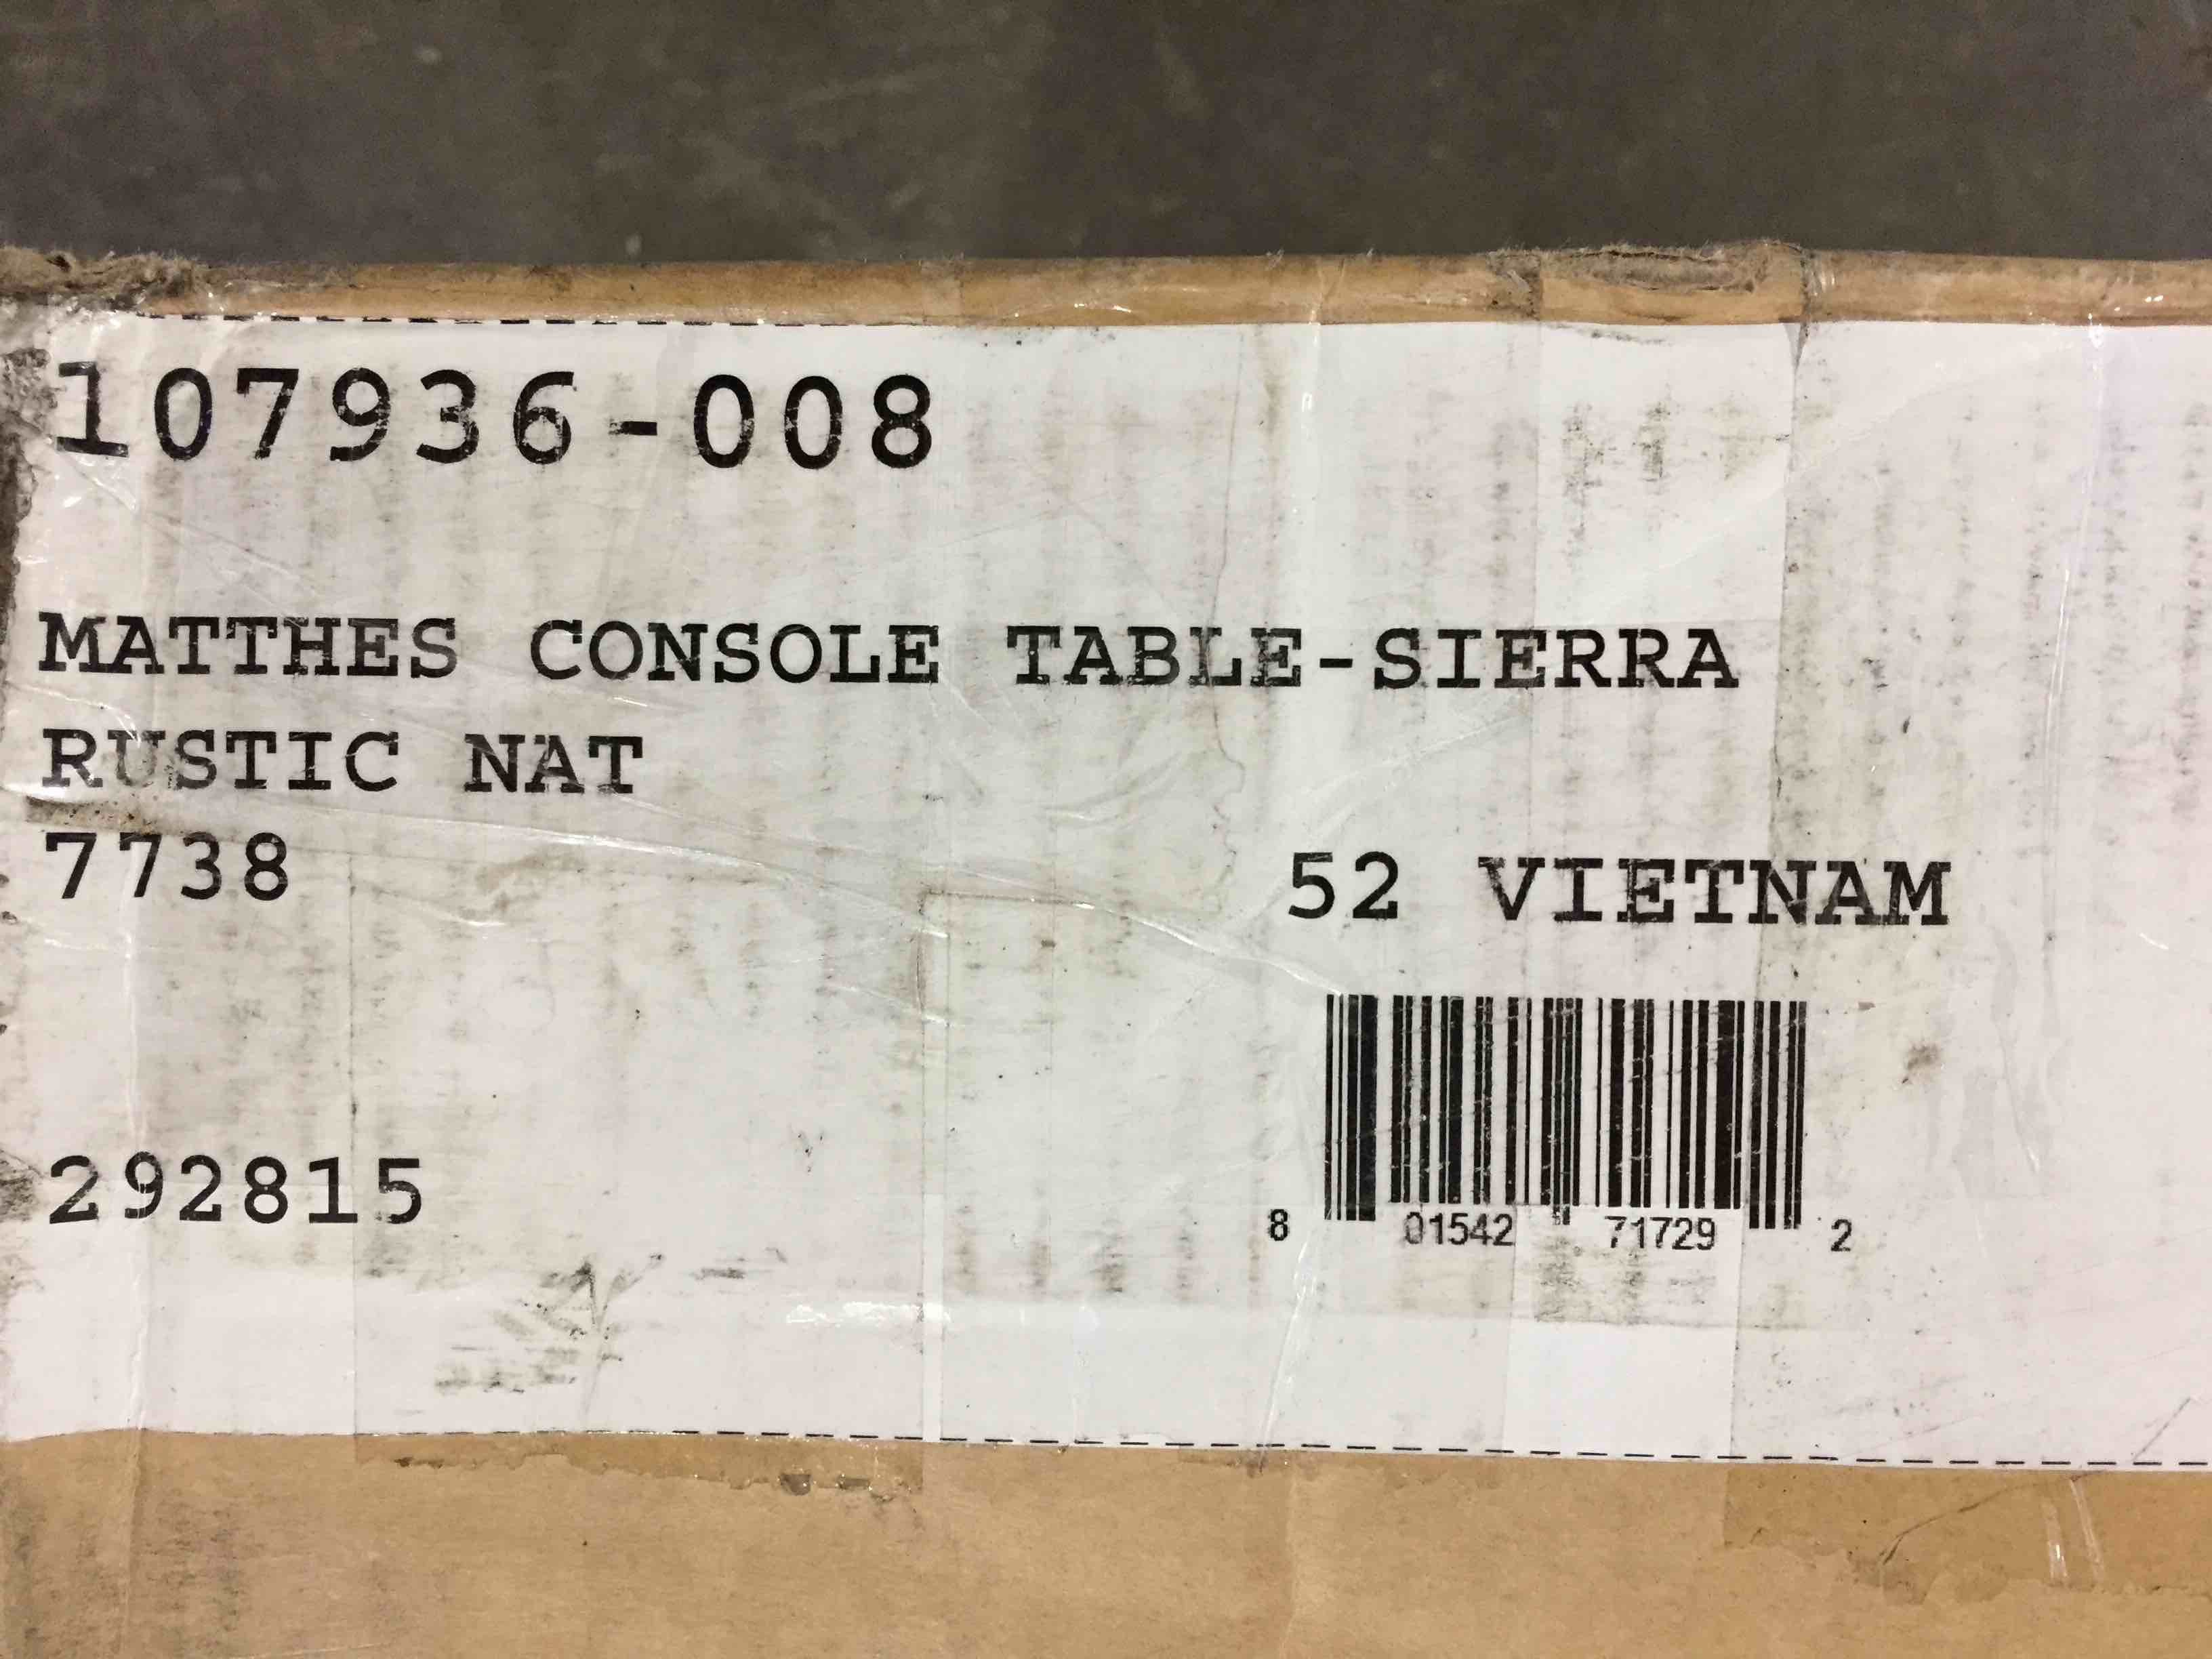 107936-008
MATTHES CONSOLE TABLE-SIERRA
RUSTIC NAT
7738 52 VIETNAM
292815
8 01542 71729 2